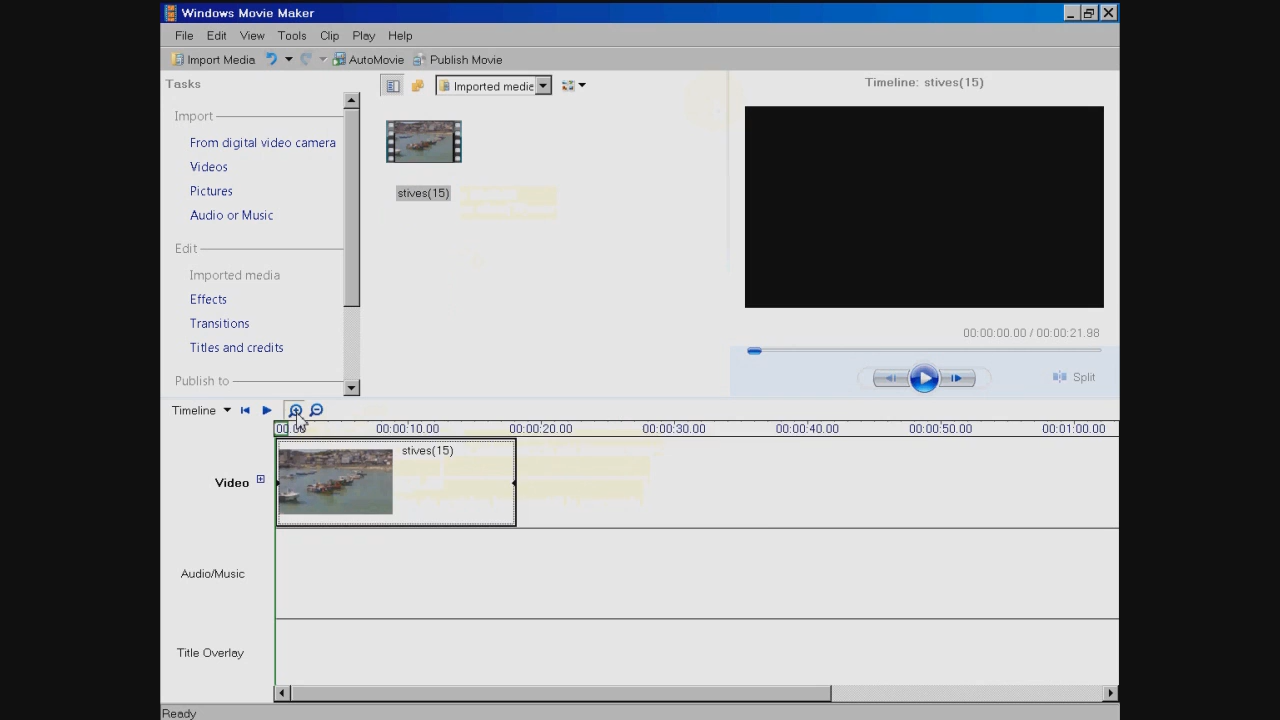 Windows Movie Maker
File Edit View Tools Clip Play Help
Import Media AutoMovie Publish Movie
Tasks
Import
From digital video camera
Videos
Pictures
Audio or Music
Edit
Imported media
Effects
Transitions
Titles and credits
Publish to
Imported media
stives(15)
Timeline: stives(15)
00:00:00.00 / 00:00:21.98
Split
Timeline
00:00:10.00 00:00:20.00 00:00:30.00 00:00:40.00 00:00:50.00 00:01:00.00
Video
stives(15)
Audio/Music
Title Overlay
Ready